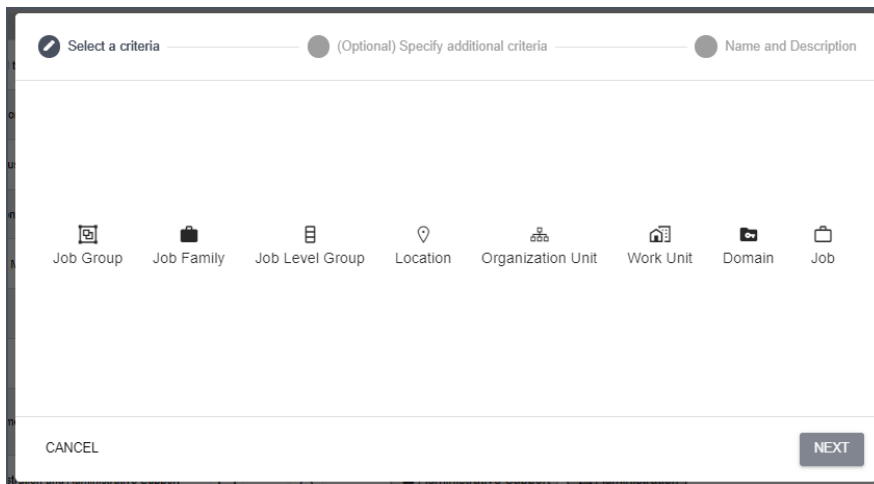 Select a criteria (Optional) Specify additional criteria Name and Description
Job Group Job Family Job Level Group Location Organization Unit Work Unit Domain Job
CANCEL NEXT